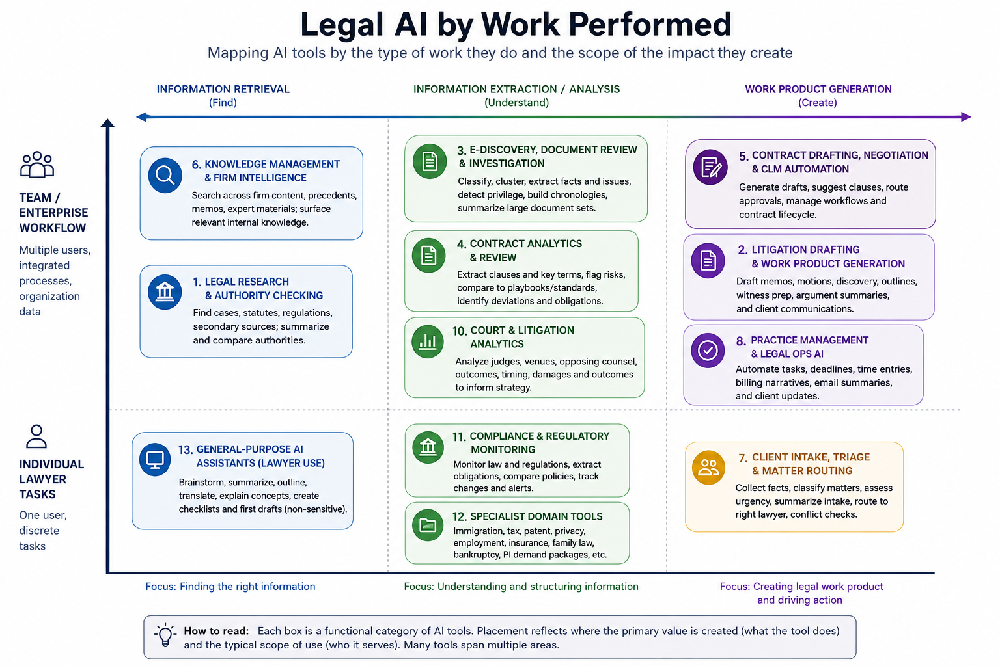 Legal AI by Work Performed
Mapping AI tools by the type of work they do and the scope of the impact they create
INFORMATION RETRIEVAL
(Find)
INFORMATION EXTRACTION / ANALYSIS
(Understand)
WORK PRODUCT GENERATION
(Create)
TEAM /
ENTERPRISE
WORKFLOW
Multiple users,
integrated
processes,
organization
data
6. KNOWLEDGE MANAGEMENT
& FIRM INTELLIGENCE
Search across firm content, precedents,
memos, expert materials; surface
relevant internal knowledge.
1. LEGAL RESEARCH
& AUTHORITY CHECKING
Find cases, statutes, regulations,
secondary sources; summarize
and compare authorities.
3. E-DISCOVERY, DOCUMENT REVIEW
& INVESTIGATION
Classify, cluster, extract facts and issues,
detect privilege, build chronologies,
summarize large document sets.
4. CONTRACT ANALYTICS
& REVIEW
Extract clauses and key terms, flag risks,
compare to playbooks/standards,
identify deviations and obligations.
10. COURT & LITIGATION
ANALYTICS
Analyze judges, venues, opposing counsel,
outcomes, timing, damages and outcomes
to inform strategy.
5. CONTRACT DRAFTING, NEGOTIATION
& CLM AUTOMATION
Generate drafts, suggest clauses, route
approvals, manage workflows and
contract lifecycle.
2. LITIGATION DRAFTING
& WORK PRODUCT GENERATION
Draft memos, motions, discovery, outlines,
witness prep, argument summaries,
and client communications.
8. PRACTICE MANAGEMENT
& LEGAL OPS AI
Automate tasks, deadlines, time entries,
billing narratives, email summaries,
and client updates.
INDIVIDUAL
LAWYER
TASKS
One user,
discrete
tasks
13. GENERAL-PURPOSE AI
ASSISTANTS (LAWYER USE)
Brainstorm, summarize, outline,
translate, explain concepts, create
checklists and first drafts (non-sensitive).
11. COMPLIANCE & REGULATORY
MONITORING
Monitor law and regulations, extract
obligations, compare policies, track
changes and alerts.
12. SPECIALIST DOMAIN TOOLS
Immigration, tax, patent, privacy,
employment, insurance, family law,
bankruptcy, PI demand packages, etc.
7. CLIENT INTAKE, TRIAGE
& MATTER ROUTING
Collect facts, classify matters, assess
urgency, summarize intake, route to
right lawyer, conflict checks.
Focus: Finding the right information
Focus: Understanding and structuring information
Focus: Creating legal work product
and driving action
How to read: Each box is a functional category of AI tools. Placement reflects where the primary value is created (what the tool does)
and the typical scope of use (who it serves). Many tools span multiple areas.